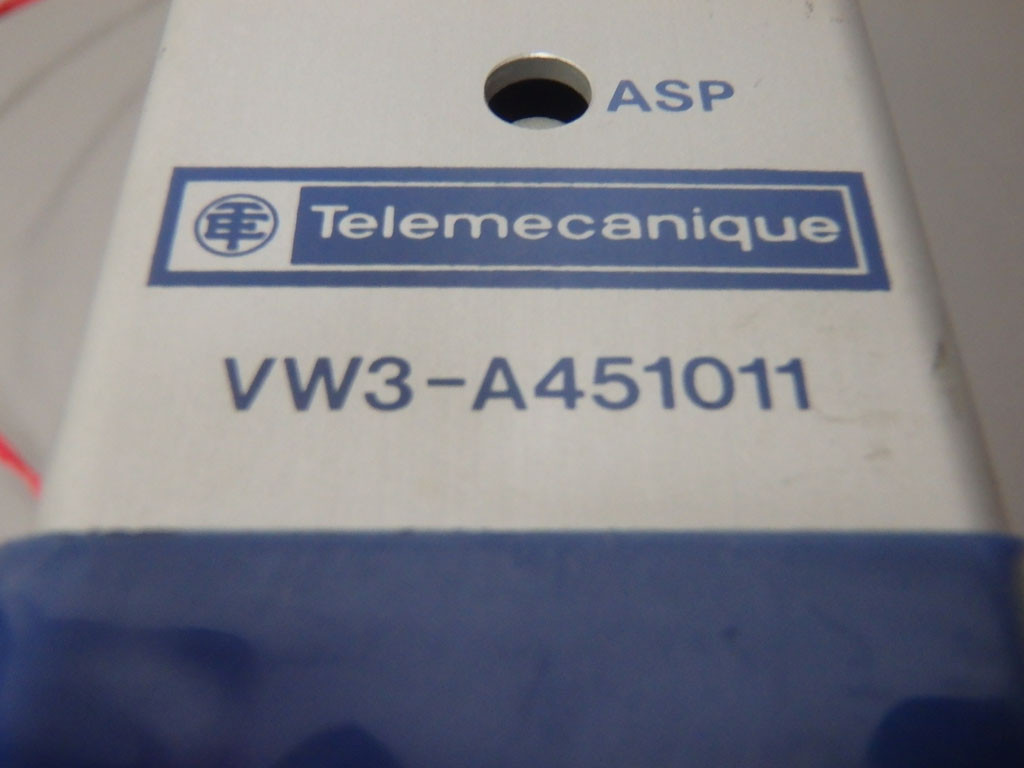 ASP
Telemecanique
VW3-A451011